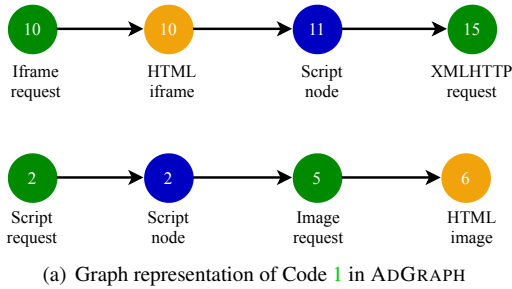 10 10 11 15
Iframe request HTML iframe Script node XMLHTTP request
2 2 5 6
Script request Script node Image request HTML image
(a) Graph representation of Code 1 in ADGRAPH